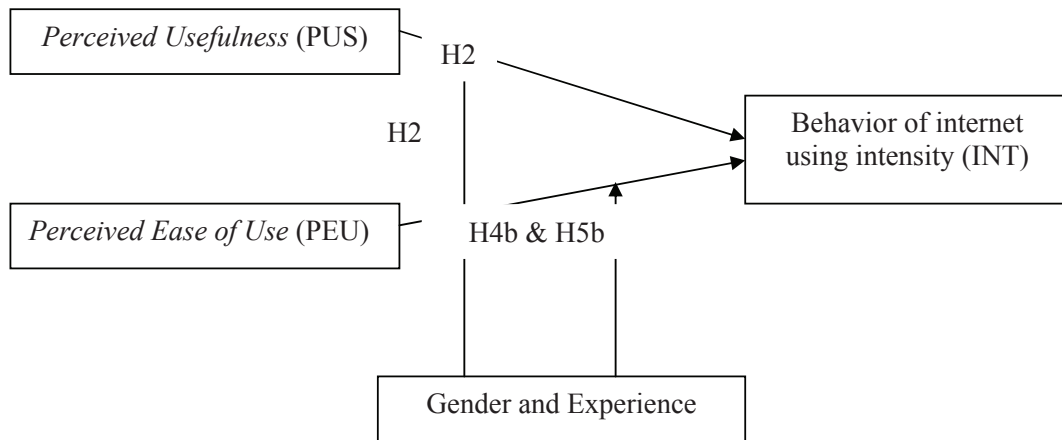 Perceived Usefulness (PUS)
H2
H2
Behavior of internet
using intensity (INT)
Perceived Ease of Use (PEU)
H4b & H5b
Gender and Experience